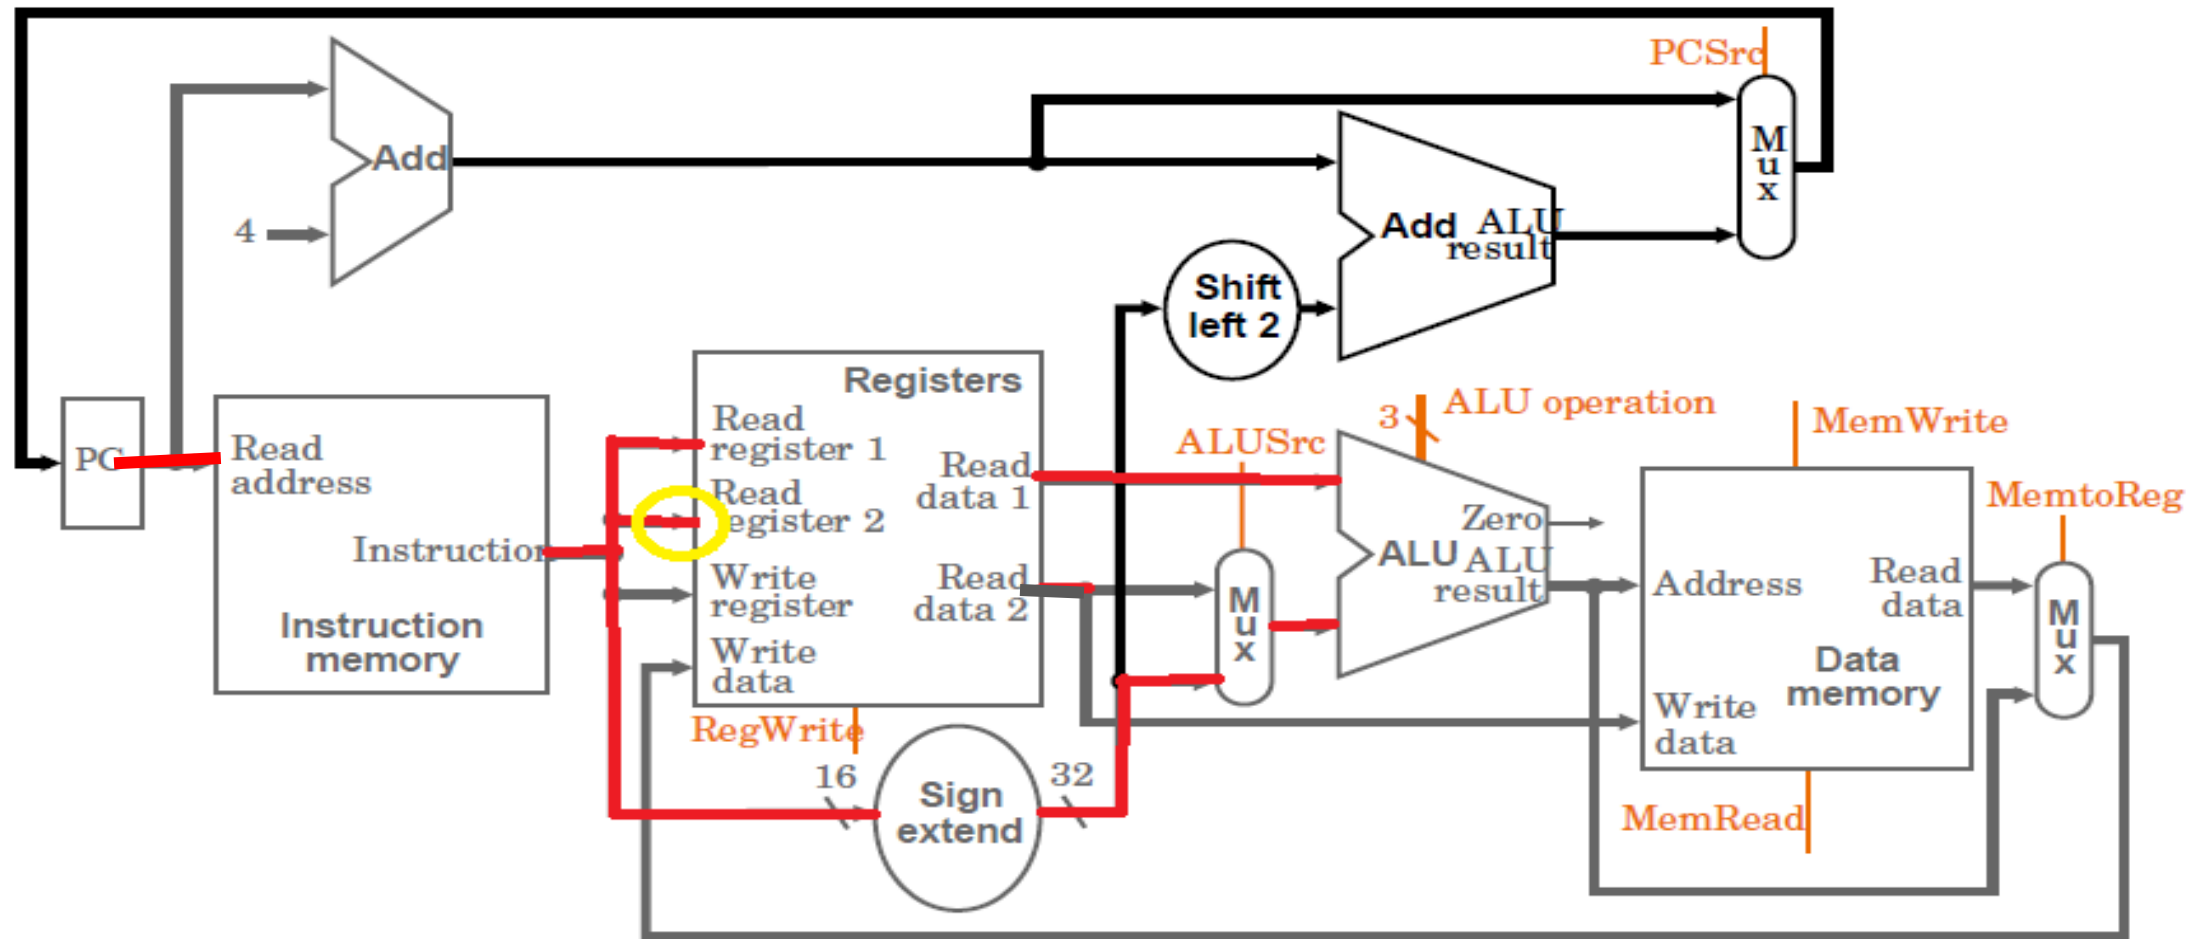 PCSrc
M
u
x
Add
4
Add
ALU
result
Shift
left 2
PC
Read
address
Instruction
Instruction
memory
Registers
Read
register 1
Read
register 2
Write
register
Write
data
Read
data 1
Read
data 2
RegWrite
16
Sign
extend
32
ALUSrc
M
u
x
3
ALU operation
Zero
ALU
ALU
result
MemWrite
Address
Read
data
Data
memory
Write
data
MemRead
MemtoReg
M
u
x